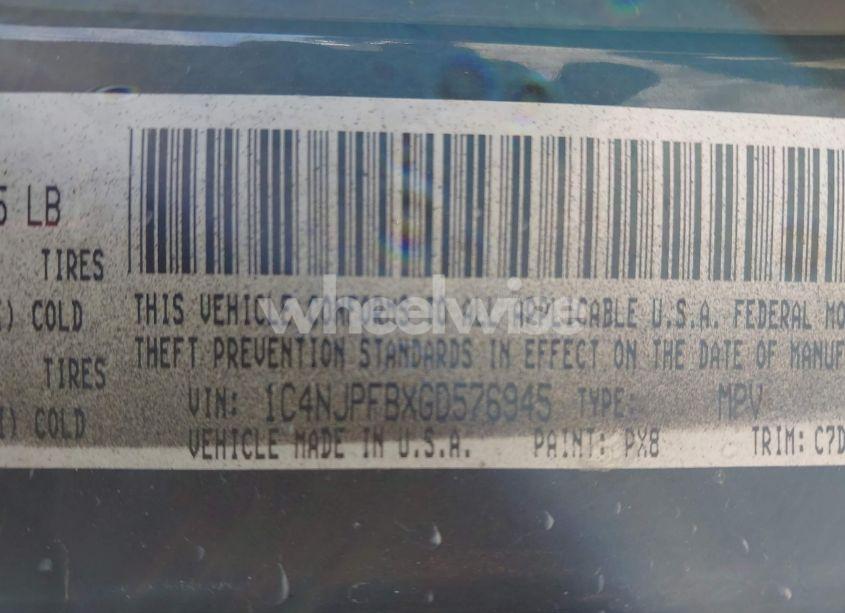 5 LB
TIRES
) COLD
TIRES
) COLD
THIS VEHICLE CONFORMS TO ALL APPLICABLE U.S.A. FEDERAL MO
THEFT PREVENTION STANDARDS IN EFFECT ON THE DATE OF MANUF
VIN: 1C4NJPFBXGD576945 TYPE: MPV
VEHICLE MADE IN U.S.A. PAINT: PX8 TRIM: C7D
wheelwise